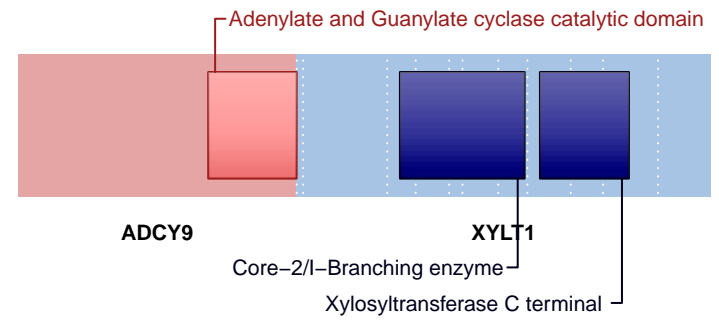 Adenylate and Guanylate cyclase catalytic domain
ADCY9 XYLT1
Core−2/I−Branching enzyme
Xylosyltransferase C terminal